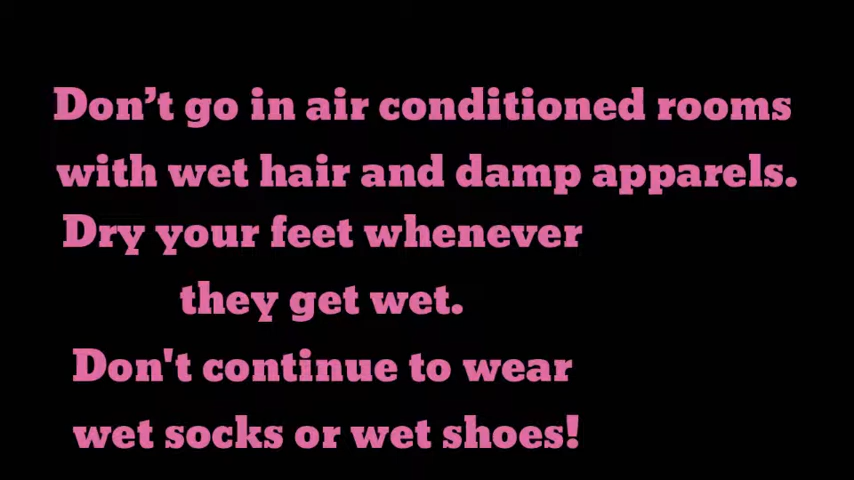 Don’t go in air conditioned rooms
with wet hair and damp apparels.
Dry your feet whenever
they get wet.
Don't continue to wear
wet socks or wet shoes!